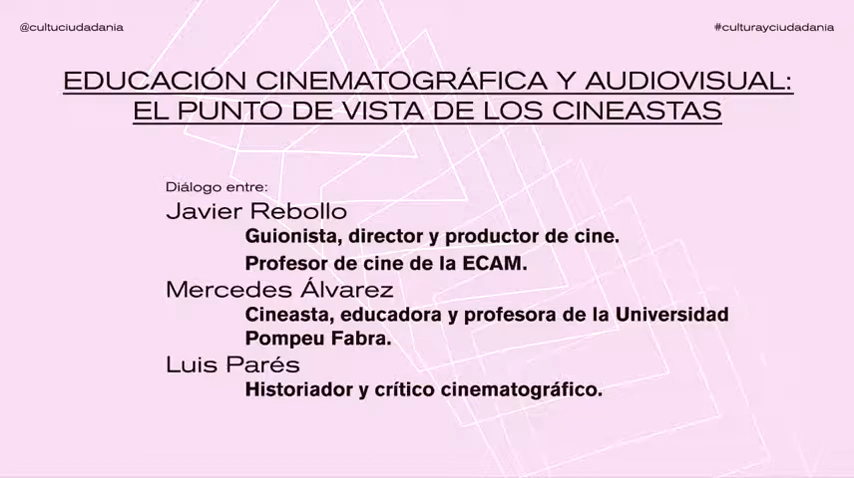 @cultuciudadania
#culturayciudadania
EDUCACIÓN CINEMATOGRÁFICA Y AUDIOVISUAL:
EL PUNTO DE VISTA DE LOS CINEASTAS
Diálogo entre:
Javier Rebollo
Guionista, director y productor de cine.
Profesor de cine de la ECAM.
Mercedes Álvarez
Cineasta, educadora y profesora de la Universidad
Pompeu Fabra.
Luis Parés
Historiador y crítico cinematográfico.